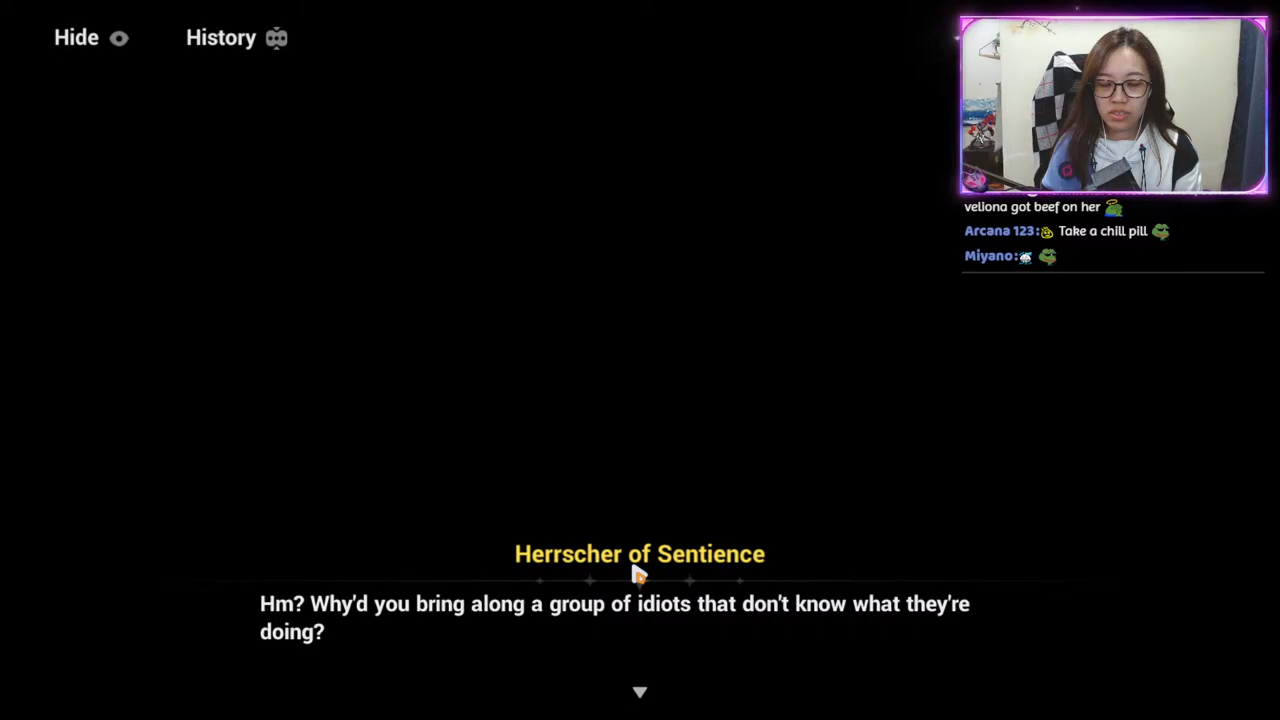 Hide
History
veliona got beef on her
Arcana 123: Take a chill pill
Miyano:
Herrscher of Sentience
Hm? Why'd you bring along a group of idiots that don't know what they're
doing?